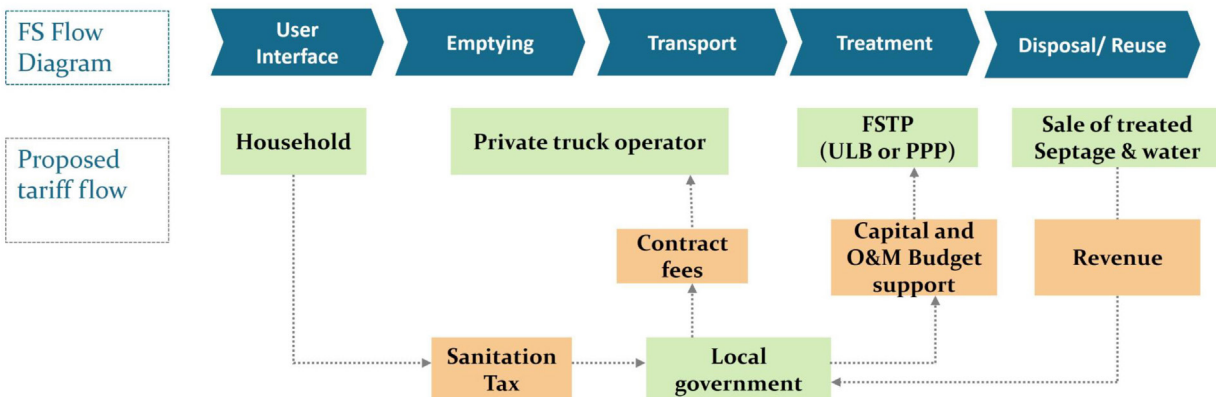 FS Flow
Diagram
User
Interface
Emptying
Transport
Treatment
Disposal/ Reuse
Proposed
tariff flow
Household
Private truck operator
FSTP
(ULB or PPP)
Sale of treated
Septage & water
Contract
fees
Capital and
O&M Budget
support
Revenue
Sanitation
Tax
Local
government